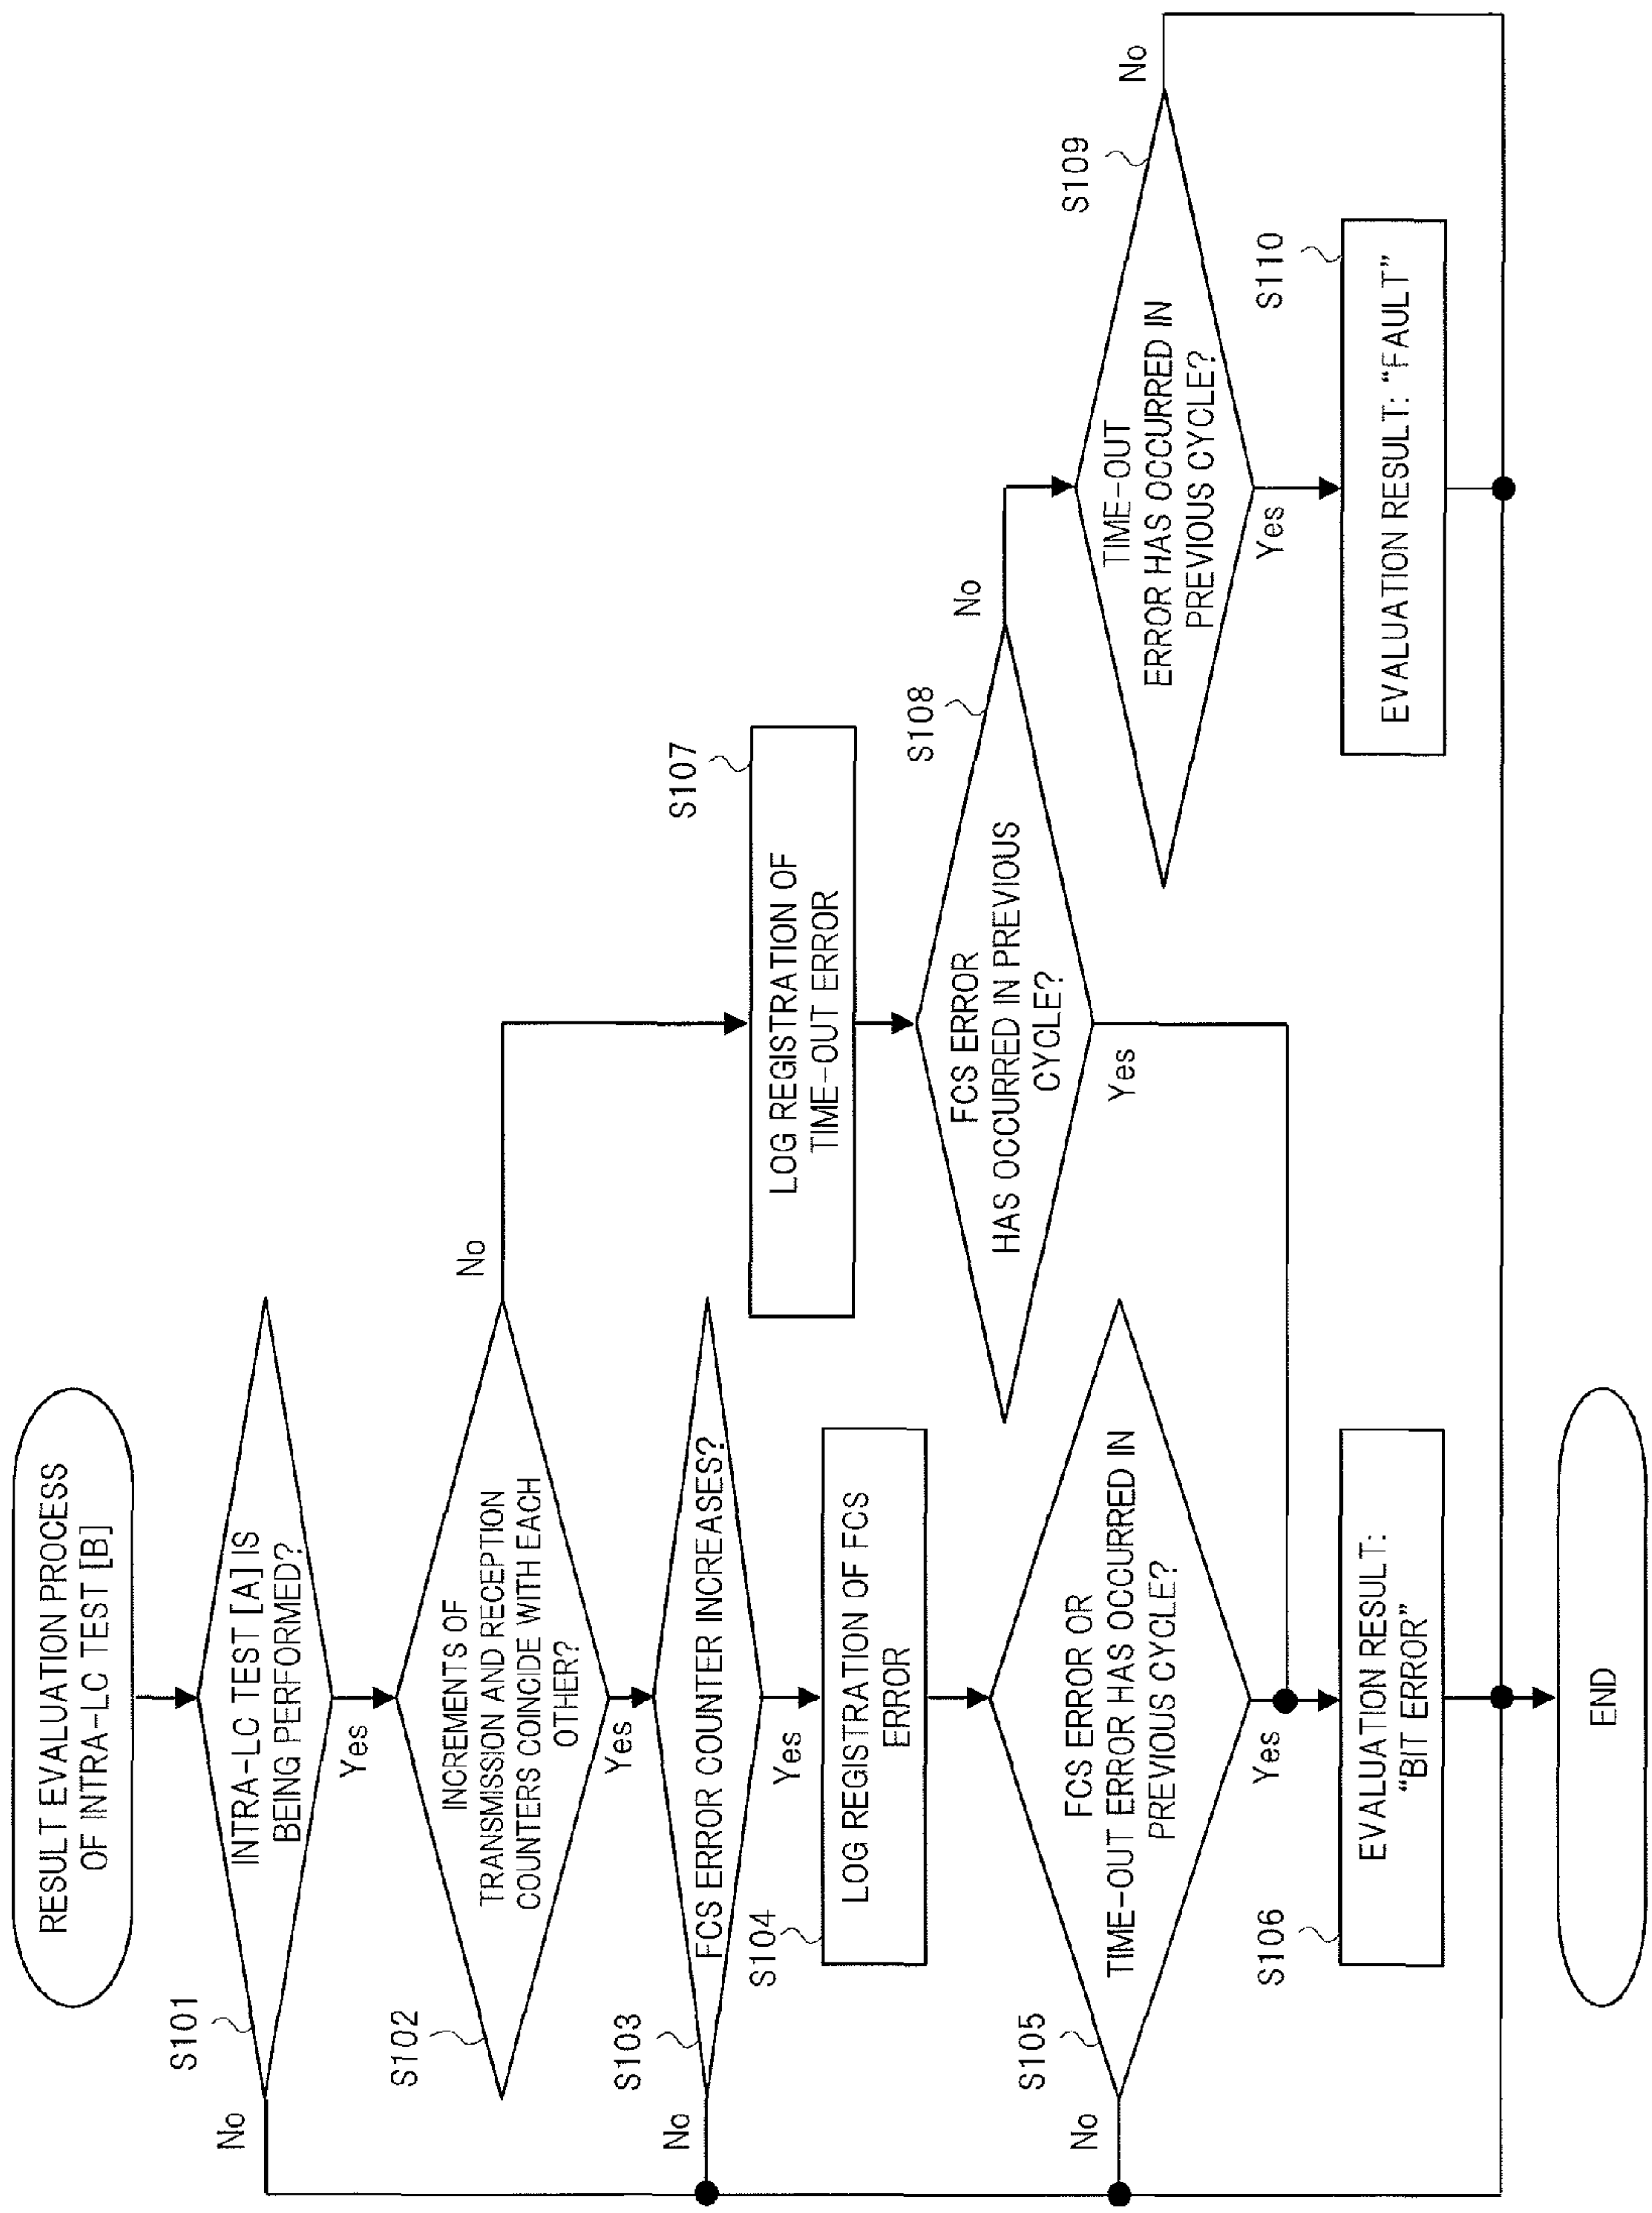 RESULT EVALUATION PROCESS
OF INTRA-LC TEST [B]
S101
INTRA-LC TEST [A] IS
BEING PERFORMED?
No
Yes
S102
INCREMENTS OF
TRANSMISSION AND RECEPTION
COUNTERS COINCIDE WITH EACH
OTHER?
No
Yes
S103
FCS ERROR COUNTER INCREASES?
No
Yes
S104
LOG REGISTRATION OF FCS
ERROR
S105
FCS ERROR OR
TIME-OUT ERROR HAS OCCURRED IN
PREVIOUS CYCLE?
No
Yes
S106
EVALUATION RESULT:
“BIT ERROR”
S107
LOG REGISTRATION OF
TIME-OUT ERROR
S108
FCS ERROR
HAS OCCURRED IN PREVIOUS
CYCLE?
No
Yes
S109
TIME-OUT
ERROR HAS OCCURRED IN
PREVIOUS CYCLE?
No
Yes
S110
EVALUATION RESULT: “FAULT”
END